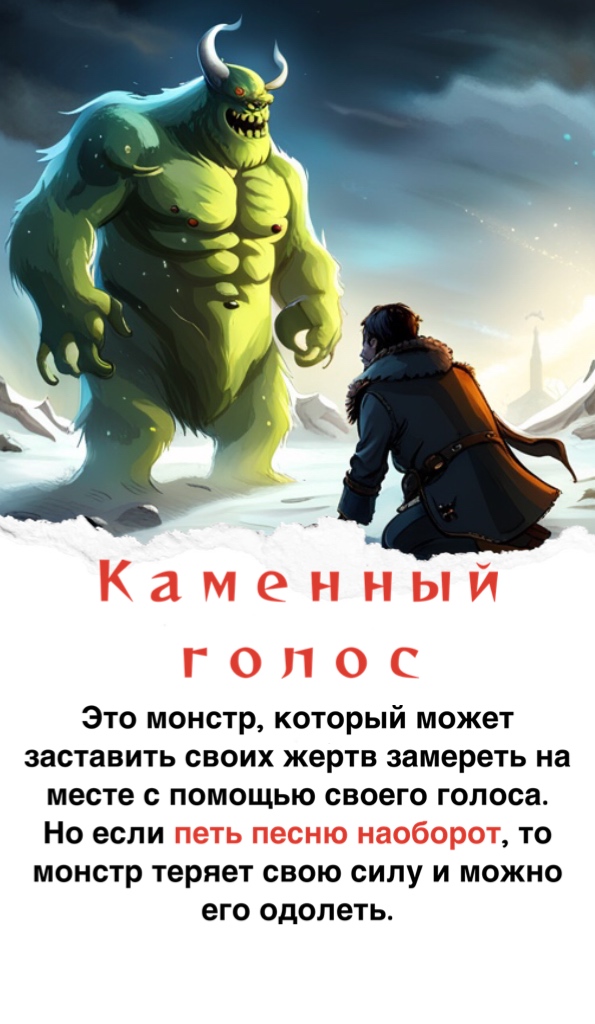 Каменный
голос
Это монстр, который может
заставить своих жертв замереть на
месте с помощью своего голоса.
Но если петь песню наоборот, то
монстр теряет свою силу и можно
его одолеть.